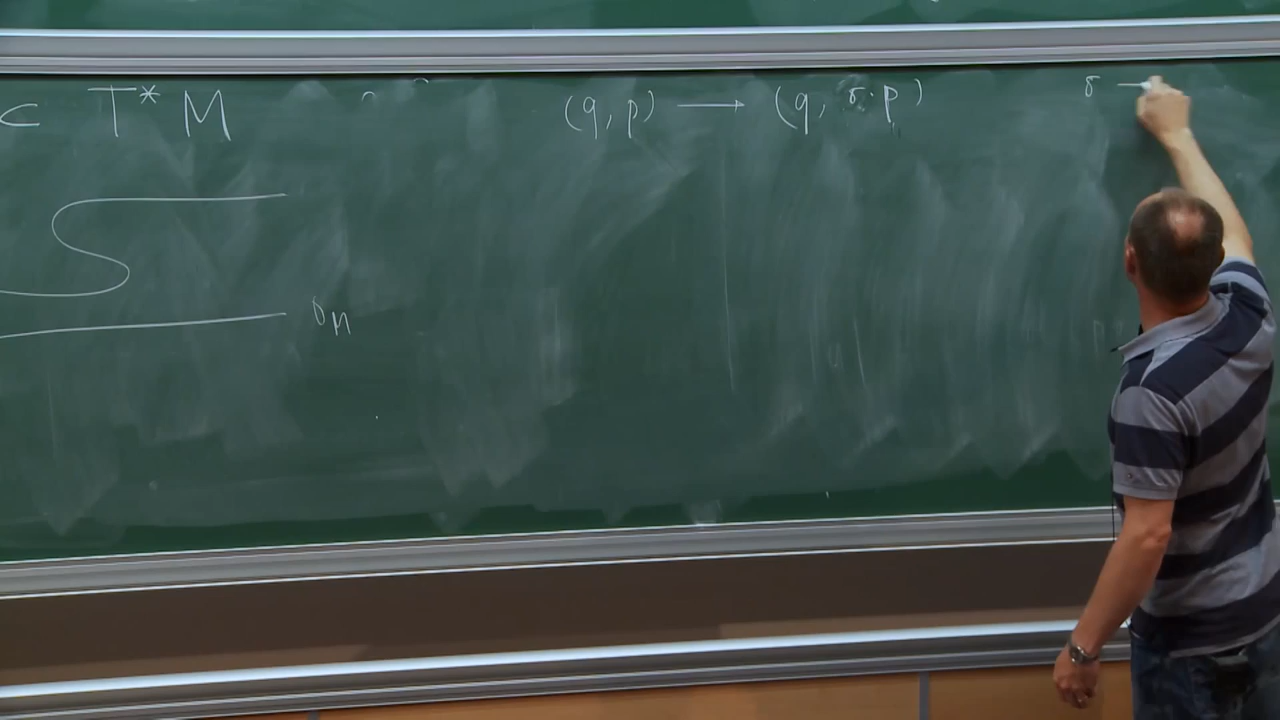 ⊂ T* M (q, p) ⟶ (q, γ·p) γ →
0_M